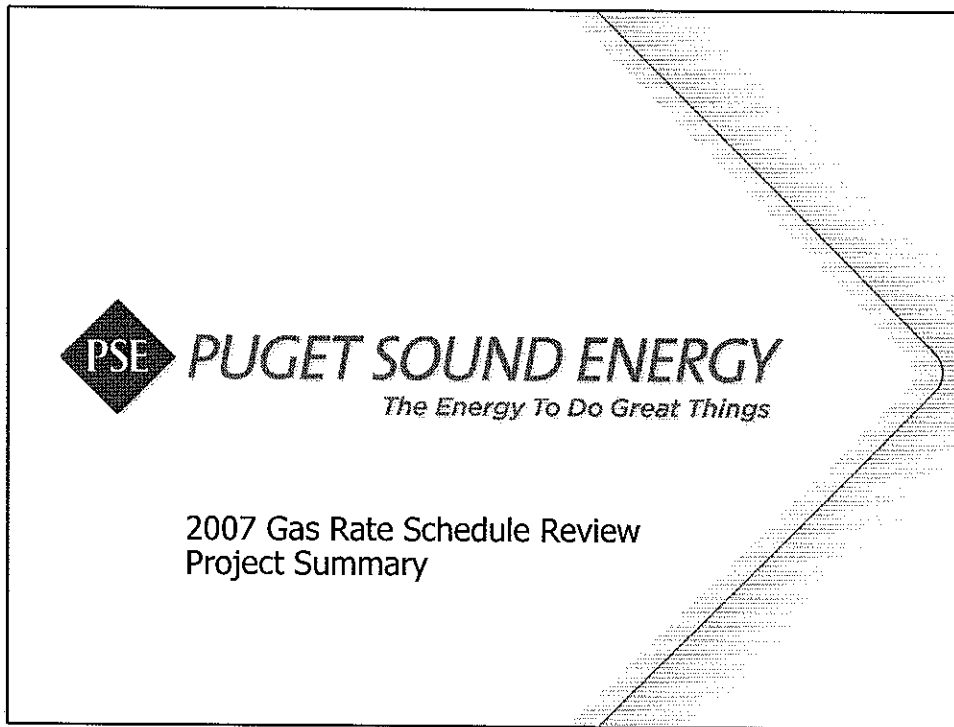 PSE
PUGET SOUND ENERGY
The Energy To Do Great Things
2007 Gas Rate Schedule Review
Project Summary